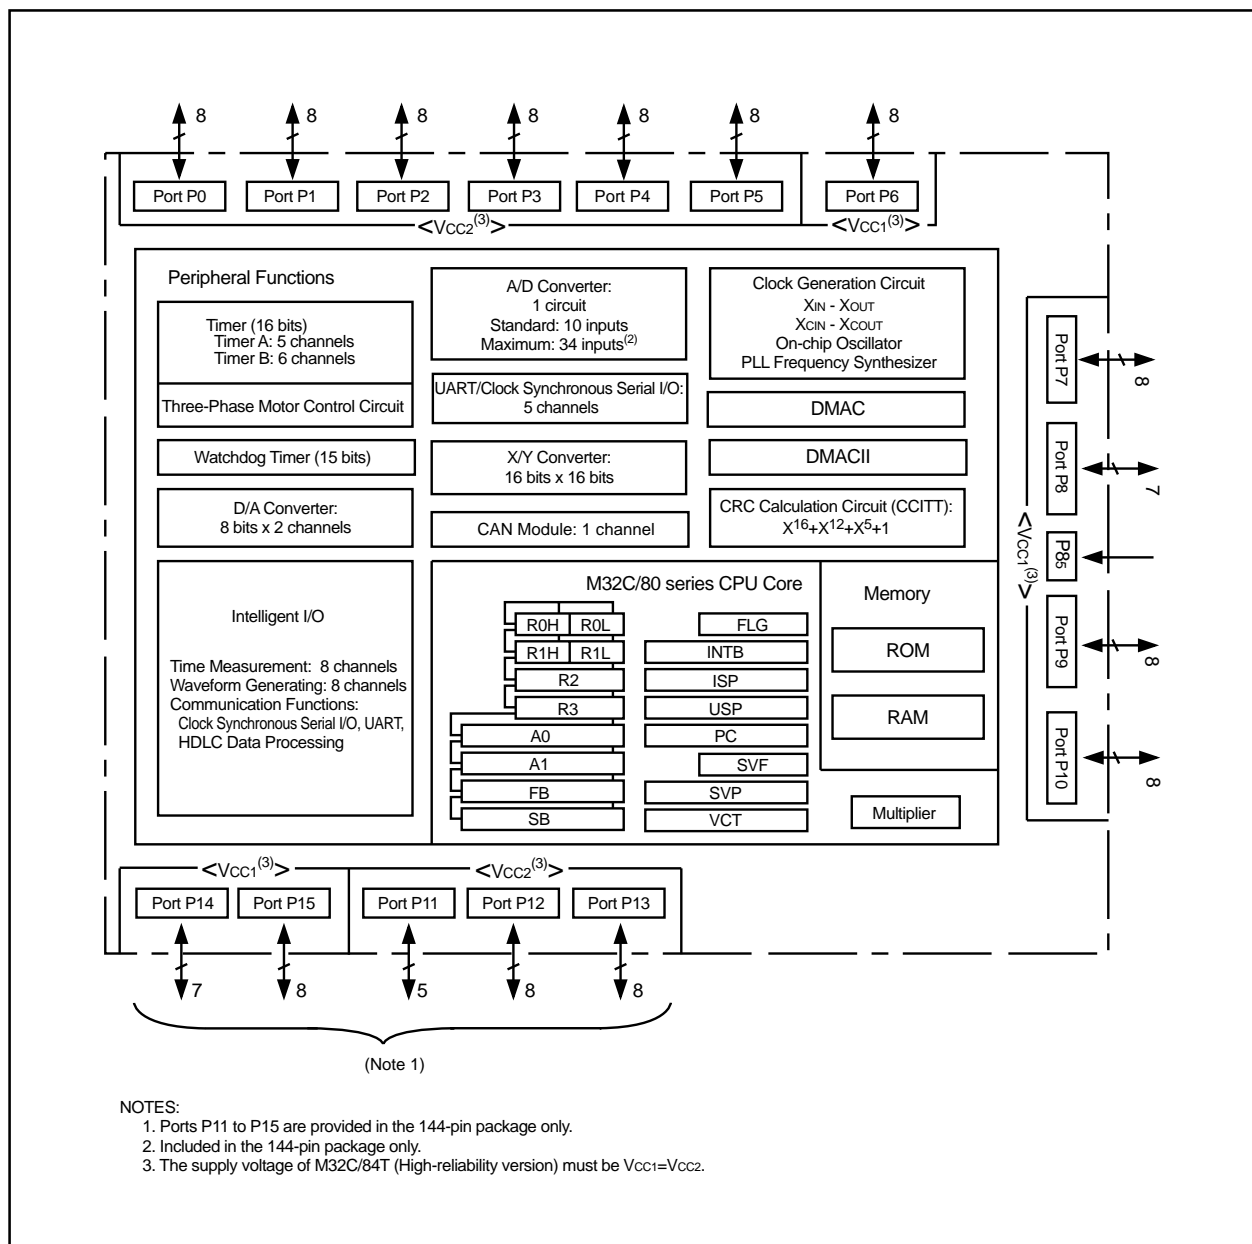 8 8 8 8 8 8 8
Port P0 Port P1 Port P2 Port P3 Port P4 Port P5 Port P6
<VCC2(3)> <VCC1(3)>
Peripheral Functions
Timer (16 bits)
Timer A: 5 channels
Timer B: 6 channels
Three-Phase Motor Control Circuit
Watchdog Timer (15 bits)
D/A Converter:
8 bits x 2 channels
Intelligent I/O
Time Measurement: 8 channels
Waveform Generating: 8 channels
Communication Functions:
Clock Synchronous Serial I/O, UART,
HDLC Data Processing
A/D Converter:
1 circuit
Standard: 10 inputs
Maximum: 34 inputs(2)
UART/Clock Synchronous Serial I/O:
5 channels
X/Y Converter:
16 bits x 16 bits
CAN Module: 1 channel
Clock Generation Circuit
XIN - XOUT
XCIN - XCOUT
On-chip Oscillator
PLL Frequency Synthesizer
DMAC
DMACII
CRC Calculation Circuit (CCITT):
X16+X12+X5+1
M32C/80 series CPU Core
R0H R0L
R1H R1L
R2
R3
A0
A1
FB
SB
FLG
INTB
ISP
USP
PC
SVF
SVP
VCT
Memory
ROM
RAM
Multiplier
<VCC1(3)>
Port P7
8
Port P8
7
P85
Port P9
8
Port P10
8
<VCC1(3)> <VCC2(3)>
Port P14 Port P15 Port P11 Port P12 Port P13
7 8 5 8 8
(Note 1)
NOTES:
1. Ports P11 to P15 are provided in the 144-pin package only.
2. Included in the 144-pin package only.
3. The supply voltage of M32C/84T (High-reliability version) must be VCC1=VCC2.